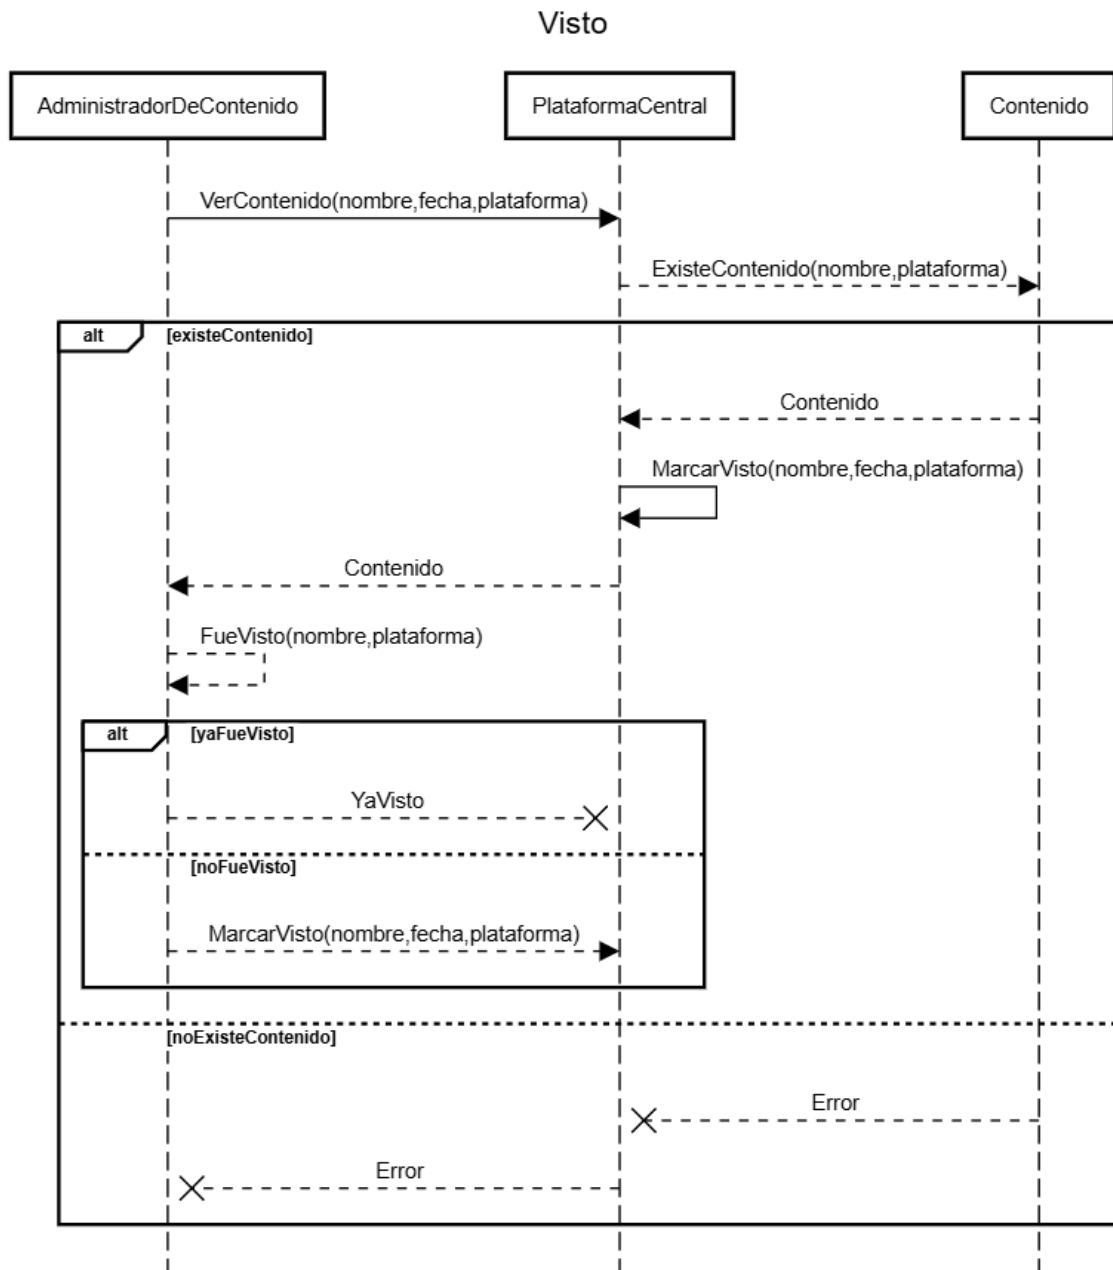 Visto
AdministradorDeContenido
PlataformaCentral
Contenido
VerContenido(nombre,fecha,plataforma)
ExisteContenido(nombre,plataforma)
alt
[existeContenido]
Contenido
MarcarVisto(nombre,fecha,plataforma)
Contenido
FueVisto(nombre,plataforma)
alt
[yaFueVisto]
YaVisto
[noFueVisto]
MarcarVisto(nombre,fecha,plataforma)
[noExisteContenido]
Error
Error